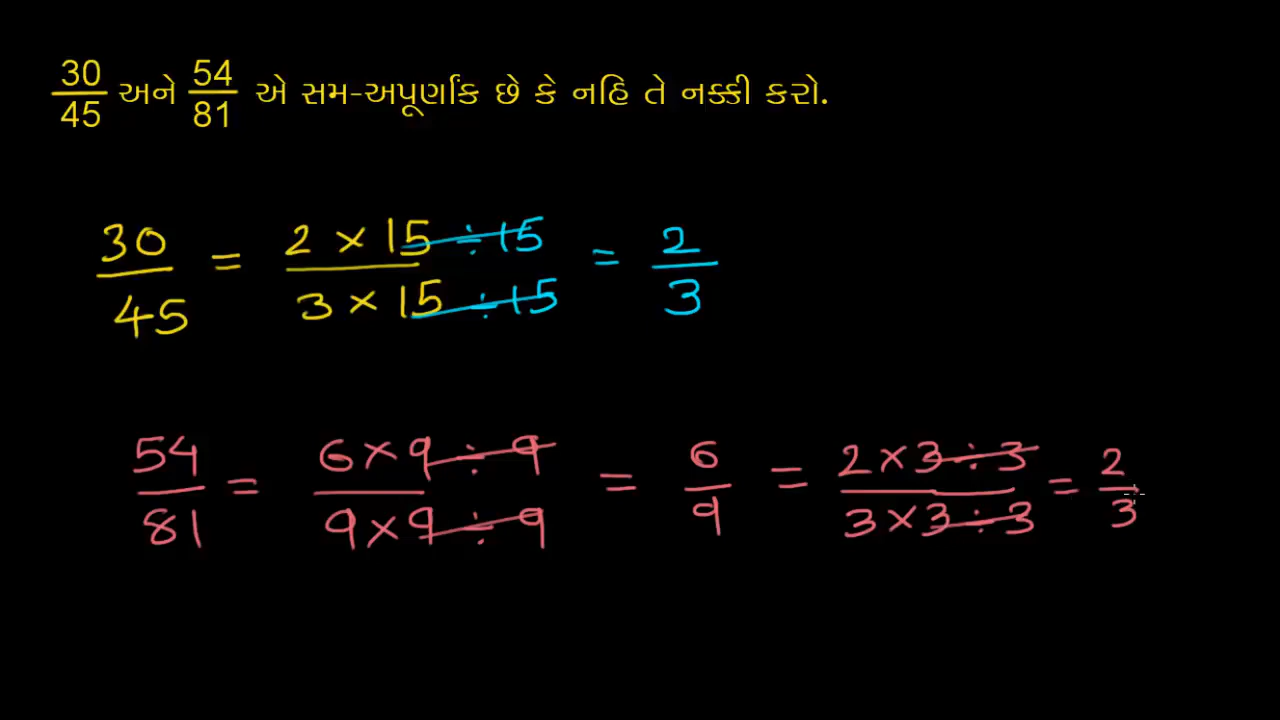 30/45 અને 54/81 એ સમ-અપૂર્ણાંક છે કે નહિ તે નક્કી કરો.
30/45 = 2 × 15 ÷ 15 / 3 × 15 ÷ 15 = 2/3
54/81 = 6 × 9 ÷ 9 / 9 × 9 ÷ 9 = 6/9 = 2 × 3 ÷ 3 / 3 × 3 ÷ 3 = 2/3